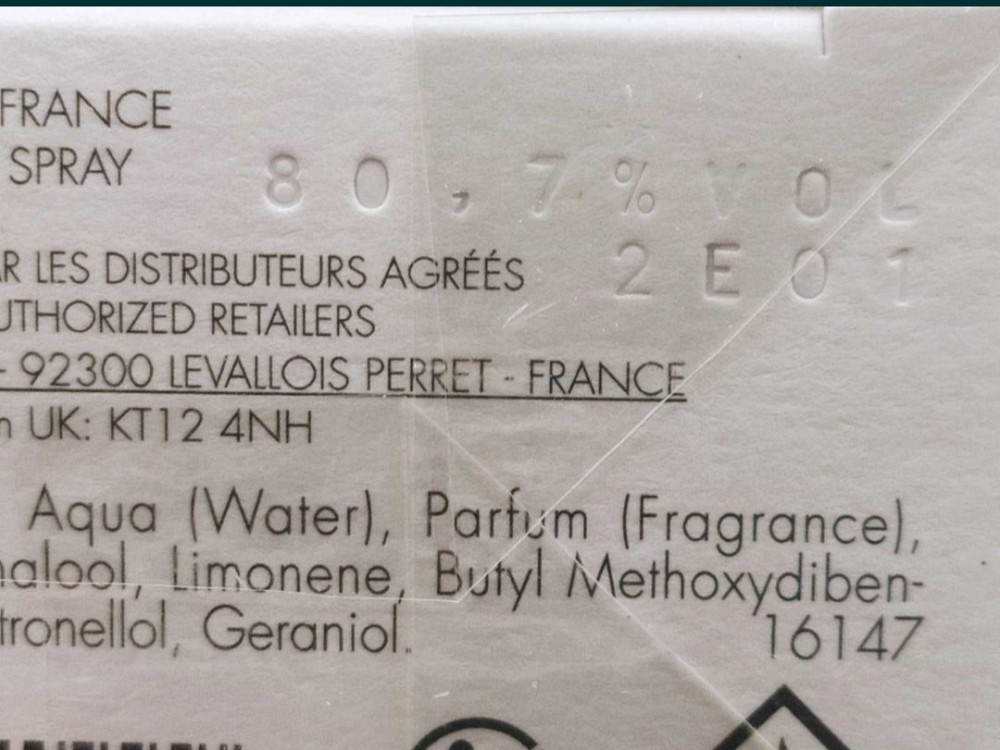 FRANCE
SPRAY
80,7% VOL
2E01
R LES DISTRIBUTEURS AGRÉÉS
UTHORIZED RETAILERS
- 92300 LEVALLOIS PERRET - FRANCE
n UK: KT12 4NH
Aqua (Water), Parfum (Fragrance),
nalool, Limonene, Butyl Methoxydiben-
tronellol, Geraniol.
16147